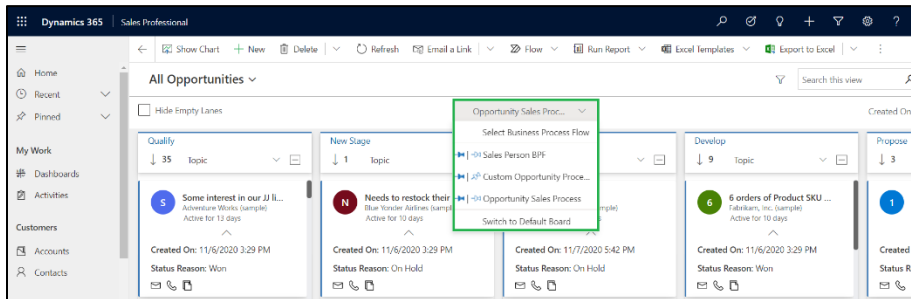 Dynamics 365 Sales Professional
Show Chart New Delete Refresh Email a Link Flow Run Report Excel Templates Export to Excel
Home
Recent
Pinned
My Work
Dashboards
Activities
Customers
Accounts
Contacts
All Opportunities
Search this view
Hide Empty Lanes
Opportunity Sales Proc...
Created On
Select Business Process Flow
Sales Person BPF
Custom Opportunity Proce...
Opportunity Sales Process
Switch to Default Board
Qualify
35 Topic
S
Some interest in our JJ li...
Adventure Works (sample)
Active for 13 days
Created On: 11/6/2020 3:29 PM
Status Reason: Won
New Stage
1 Topic
N
Needs to restock their
Blue Yonder Airlines (samp
Active for 10 days
Created On: 11/6/2020 3:29 PM
Status Reason: On Hold
Created On: 11/7/2020 5:42 PM
Status Reason: On Hold
Develop
9 Topic
6
6 orders of Product SKU ...
Fabrikam, Inc. (sample)
Active for 10 days
Created On: 11/6/2020 3:29 PM
Status Reason: Won
Propose
3
1
Created
Status R